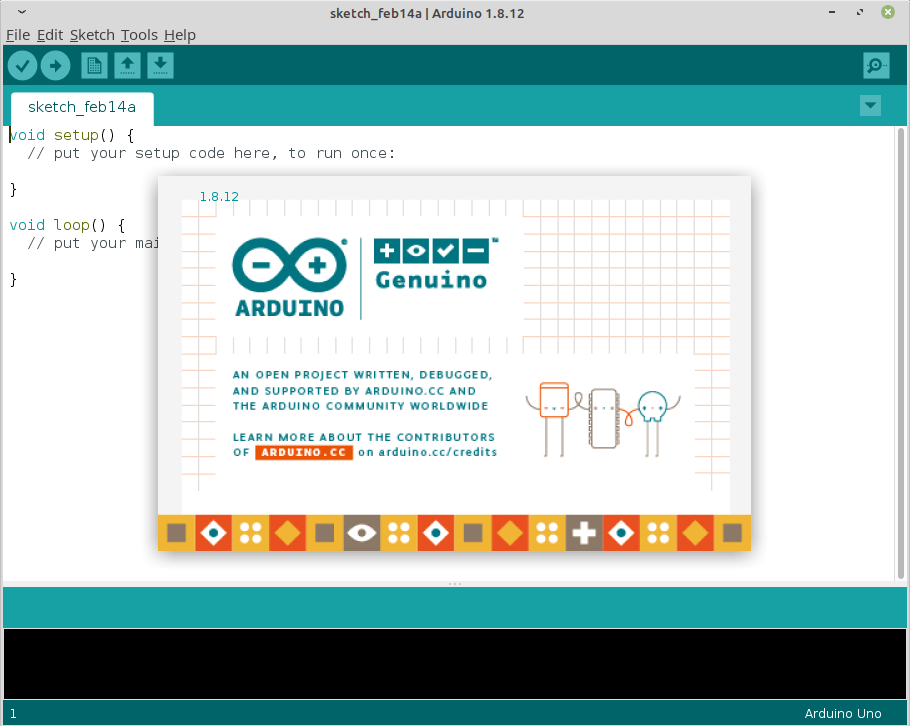 sketch_feb14a | Arduino 1.8.12
File Edit Sketch Tools Help
sketch_feb14a
void setup() {
// put your setup code here, to run once:
}
void loop() {
// put your mai
}
1.8.12
ARDUINO
Genuino™
AN OPEN PROJECT WRITTEN, DEBUGGED,
AND SUPPORTED BY ARDUINO.CC AND
THE ARDUINO COMMUNITY WORLDWIDE
LEARN MORE ABOUT THE CONTRIBUTORS
OF ARDUINO.CC on arduino.cc/credits
1
Arduino Uno